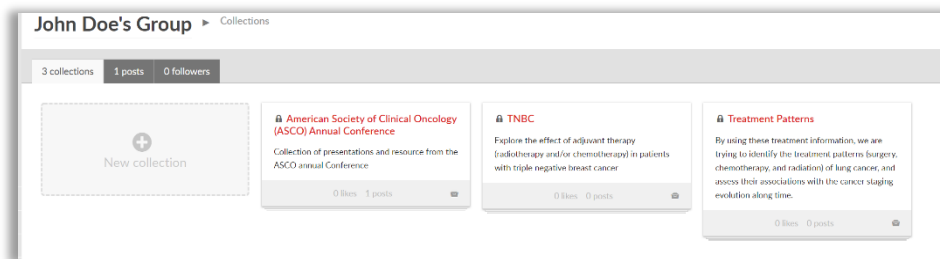 John Doe's Group ▸ Collections
3 collections 1 posts 0 followers
New collection
American Society of Clinical Oncology
(ASCO) Annual Conference
Collection of presentations and resource from the
ASCO annual Conference
0 likes 1 posts
TNBC
Explore the effect of adjuvant therapy
(radiotherapy and/or chemotherapy) in patients
with triple negative breast cancer
0 likes 0 posts
Treatment Patterns
By using these treatment information, we are
trying to identify the treatment patterns (surgery,
chemotherapy, and radiation) of lung cancer, and
assess their associations with the cancer staging
evolution along time.
0 likes 0 posts